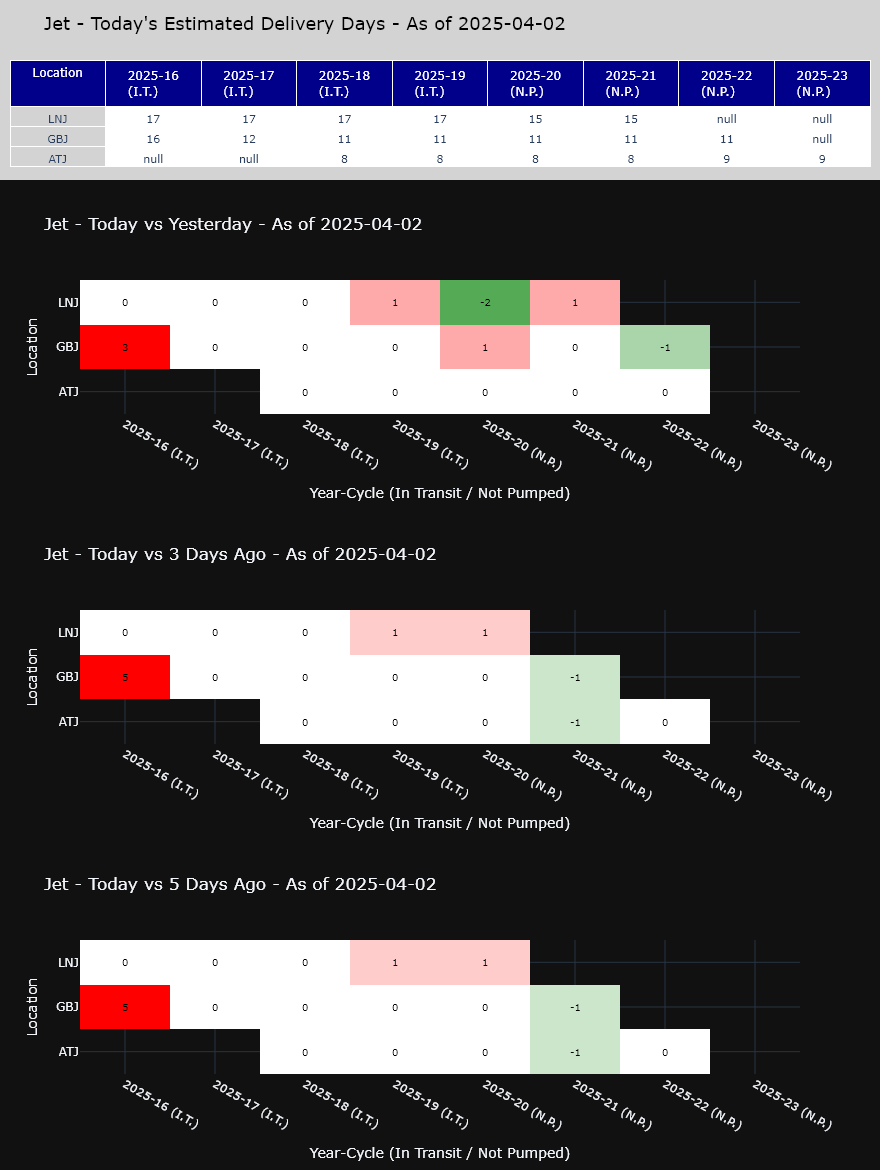 Jet - Today's Estimated Delivery Days - As of 2025-04-02
Location 2025-16 (I.T.) 2025-17 (I.T.) 2025-18 (I.T.) 2025-19 (I.T.) 2025-20 (N.P.) 2025-21 (N.P.) 2025-22 (N.P.) 2025-23 (N.P.)
LNJ 17 17 17 17 15 15 null null
GBJ 16 12 11 11 11 11 11 null
ATJ null null 8 8 8 8 9 9
Jet - Today vs Yesterday - As of 2025-04-02
Location
LNJ 0 0 0 1 -2 1
GBJ 3 0 0 0 1 0 -1
ATJ 0 0 0 0 0
2025-16 (I.T.) 2025-17 (I.T.) 2025-18 (I.T.) 2025-19 (I.T.) 2025-20 (N.P.) 2025-21 (N.P.) 2025-22 (N.P.) 2025-23 (N.P.)
Year-Cycle (In Transit / Not Pumped)
Jet - Today vs 3 Days Ago - As of 2025-04-02
Location
LNJ 0 0 0 1 1
GBJ 5 0 0 0 0 -1
ATJ 0 0 0 -1 0
2025-16 (I.T.) 2025-17 (I.T.) 2025-18 (I.T.) 2025-19 (I.T.) 2025-20 (N.P.) 2025-21 (N.P.) 2025-22 (N.P.) 2025-23 (N.P.)
Year-Cycle (In Transit / Not Pumped)
Jet - Today vs 5 Days Ago - As of 2025-04-02
Location
LNJ 0 0 0 1 1
GBJ 5 0 0 0 0 -1
ATJ 0 0 0 -1 0
2025-16 (I.T.) 2025-17 (I.T.) 2025-18 (I.T.) 2025-19 (I.T.) 2025-20 (N.P.) 2025-21 (N.P.) 2025-22 (N.P.) 2025-23 (N.P.)
Year-Cycle (In Transit / Not Pumped)